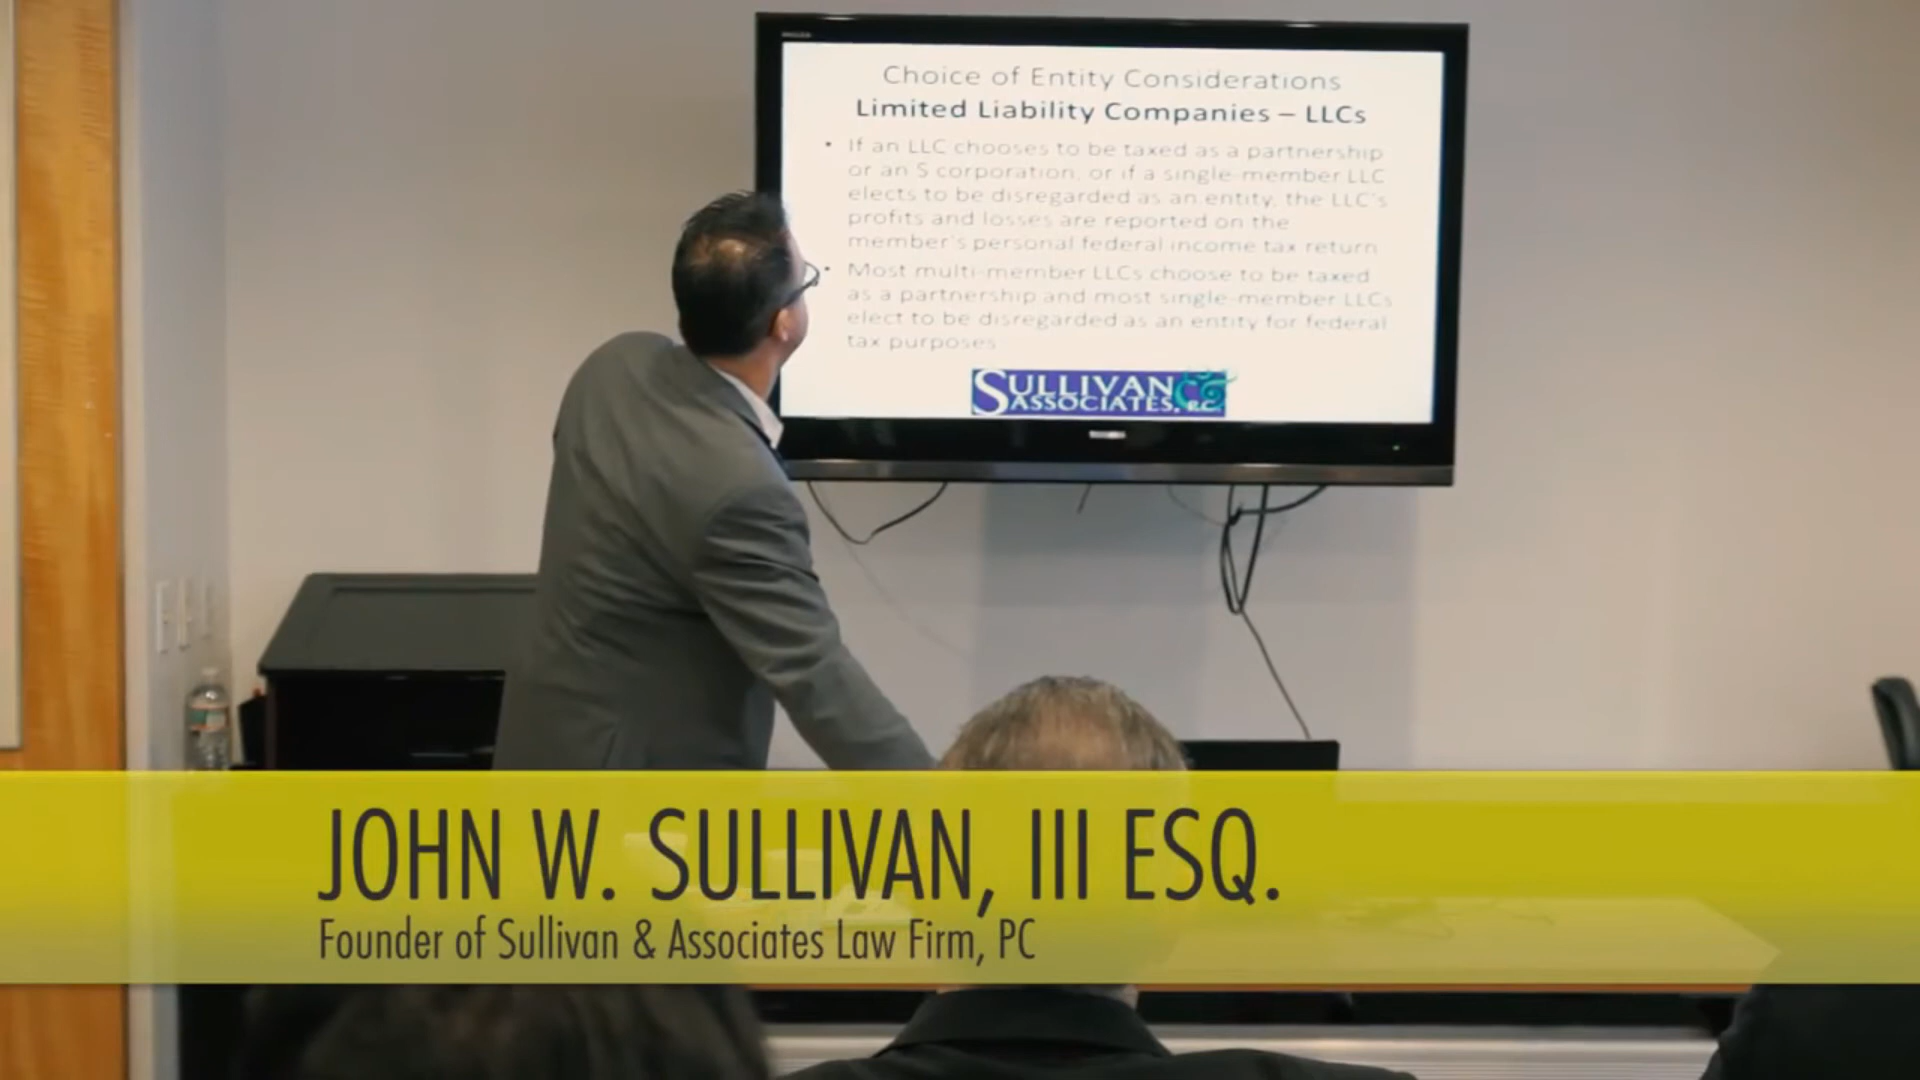 Choice of Entity Considerations
Limited Liability Companies – LLCs
• If an LLC chooses to be taxed as a partnership
or an S corporation, or if a single-member LLC
elects to be disregarded as an entity, the LLC's
profits and losses are reported on the
member's personal federal income tax return
• Most multi-member LLCs choose to be taxed
as a partnership and most single-member LLCs
elect to be disregarded as an entity for federal
tax purposes
SULLIVAN &
ASSOCIATES, P.C.
JOHN W. SULLIVAN, III ESQ.
Founder of Sullivan & Associates Law Firm, PC